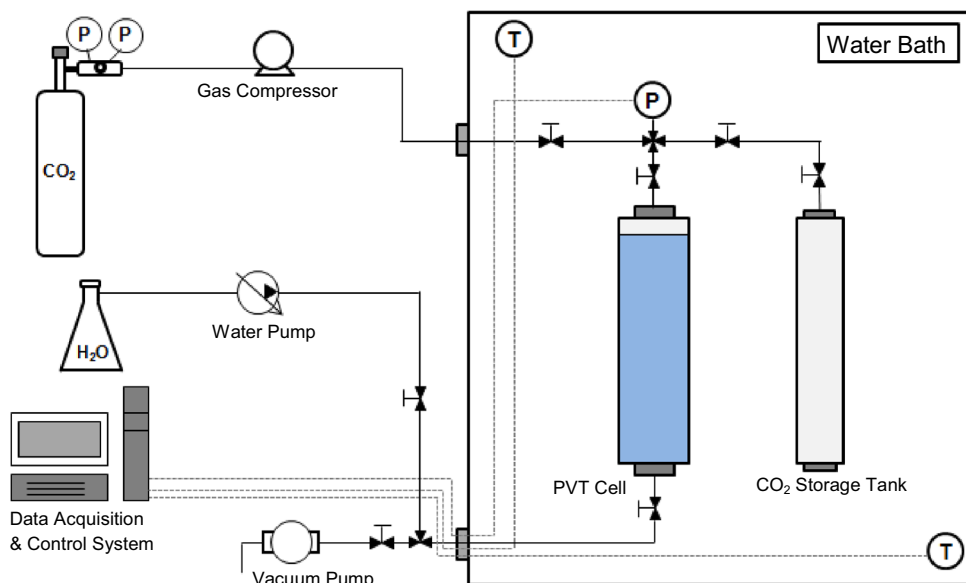 P P
T
Water Bath
Gas Compressor
P
CO₂
Water Pump
H₂O
PVT Cell
CO₂ Storage Tank
Data Acquisition
& Control System
T
Vacuum Pump